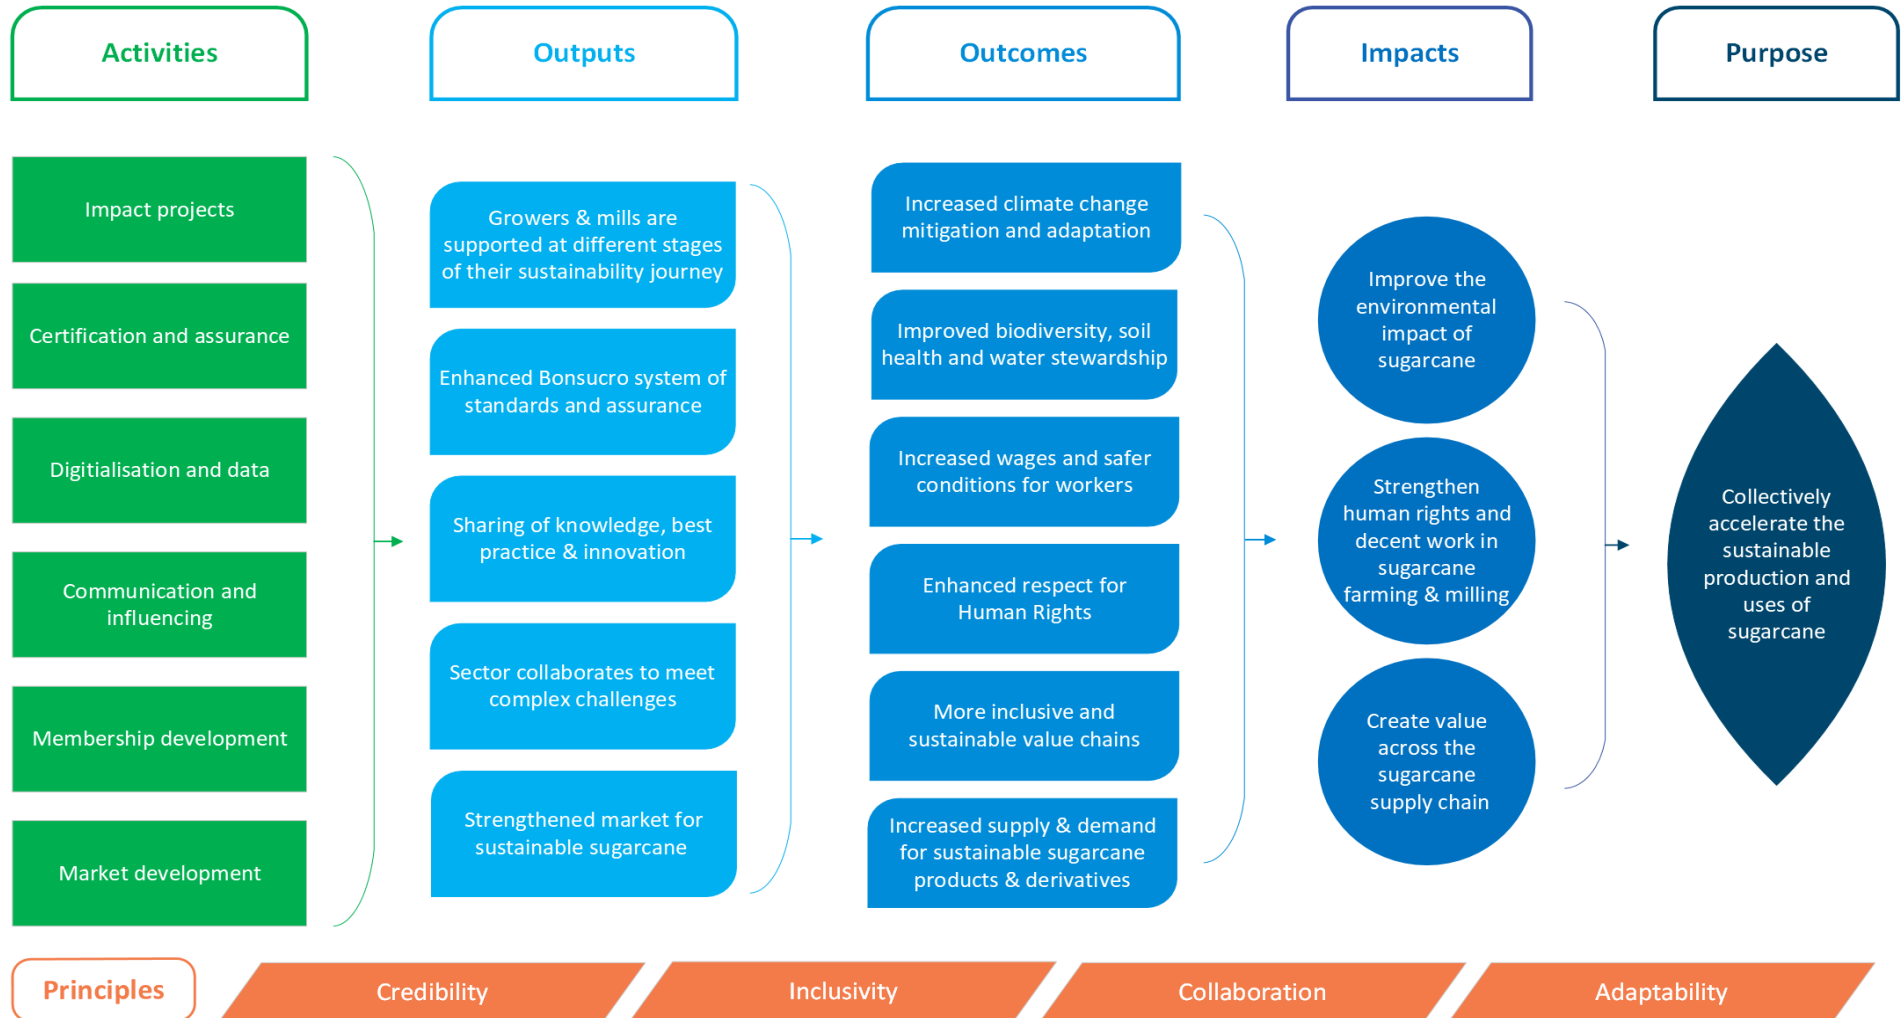 Activities
Outputs
Outcomes
Impacts
Purpose
Impact projects
Certification and assurance
Digitialisation and data
Communication and
influencing
Membership development
Market development
Growers & mills are
supported at different stages
of their sustainability journey
Enhanced Bonsucro system of
standards and assurance
Sharing of knowledge, best
practice & innovation
Sector collaborates to meet
complex challenges
Strengthened market for
sustainable sugarcane
Increased climate change
mitigation and adaptation
Improved biodiversity, soil
health and water stewardship
Increased wages and safer
conditions for workers
Enhanced respect for
Human Rights
More inclusive and
sustainable value chains
Increased supply & demand
for sustainable sugarcane
products & derivatives
Improve the
environmental
impact of
sugarcane
Strengthen
human rights and
decent work in
sugarcane
farming & milling
Create value
across the
sugarcane
supply chain
Collectively
accelerate the
sustainable
production and
uses of
sugarcane
Principles
Credibility
Inclusivity
Collaboration
Adaptability